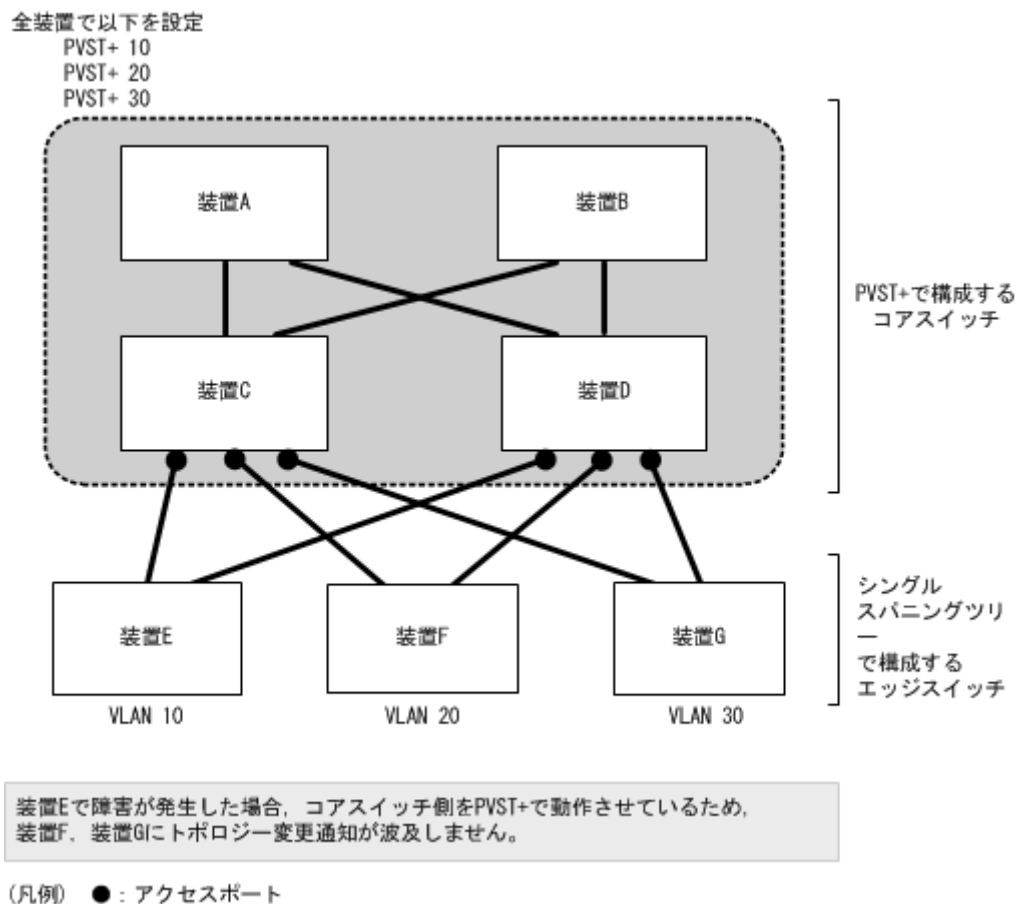 全装置で以下を設定
PVST+ 10
PVST+ 20
PVST+ 30
装置A
装置B
PVST+で構成する
コアスイッチ
装置C
装置D
シングル
スパニングツリ
ー
で構成する
エッジスイッチ
装置E
装置F
装置G
VLAN 10
VLAN 20
VLAN 30
装置Eで障害が発生した場合，コアスイッチ側をPVST+で動作させているため，
装置F、装置Gにトポロジー変更通知が波及しません。
(凡例) ●：アクセスポート